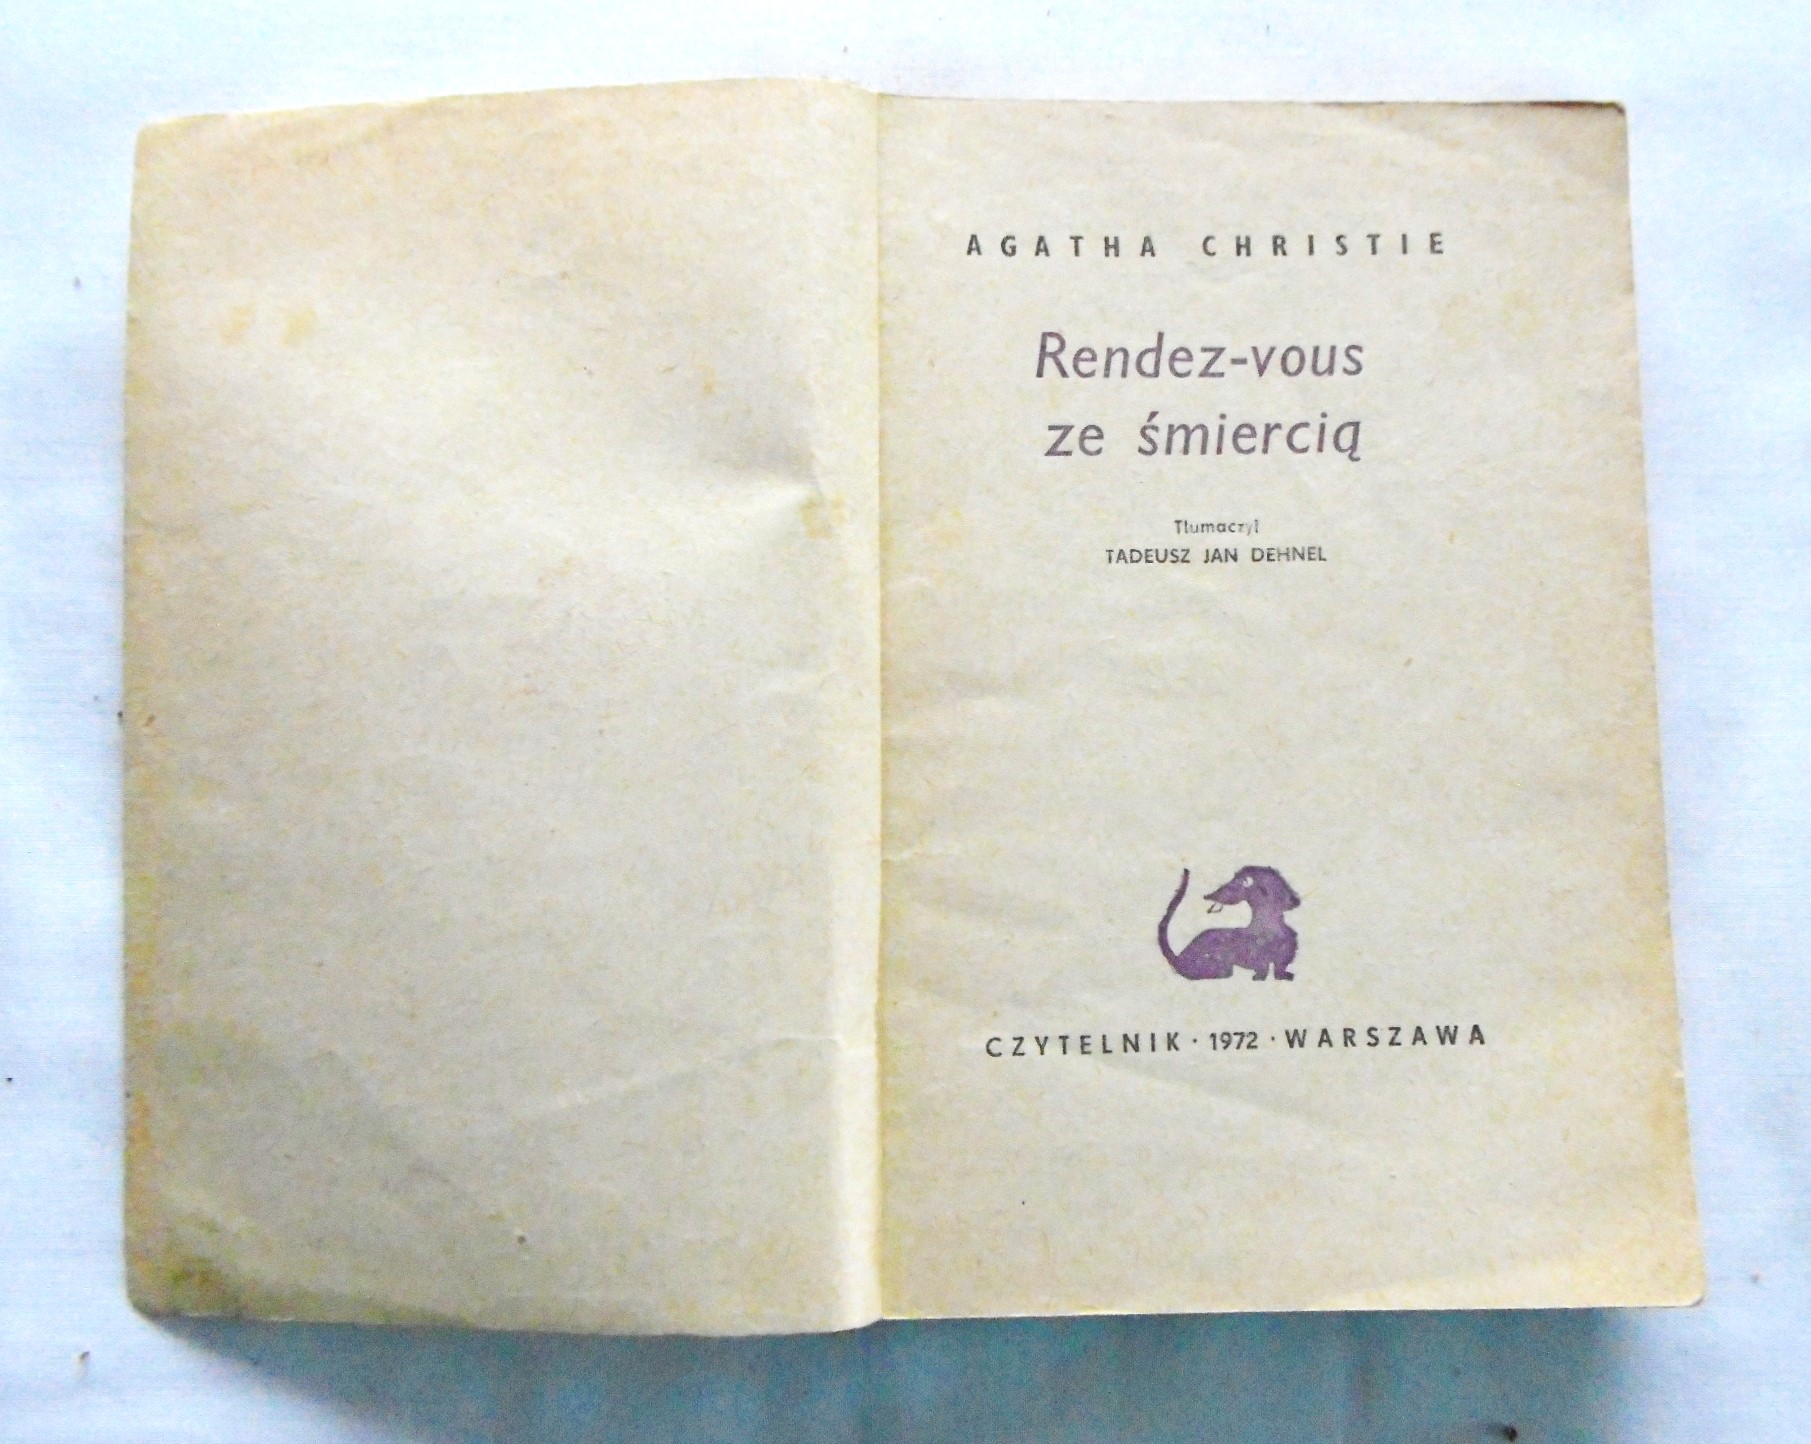 AGATHA CHRISTIE
Rendez-vous
ze śmiercią
Tłumaczył
TADEUSZ JAN DEHNEL
CZYTELNIK · 1972 · WARSZAWA